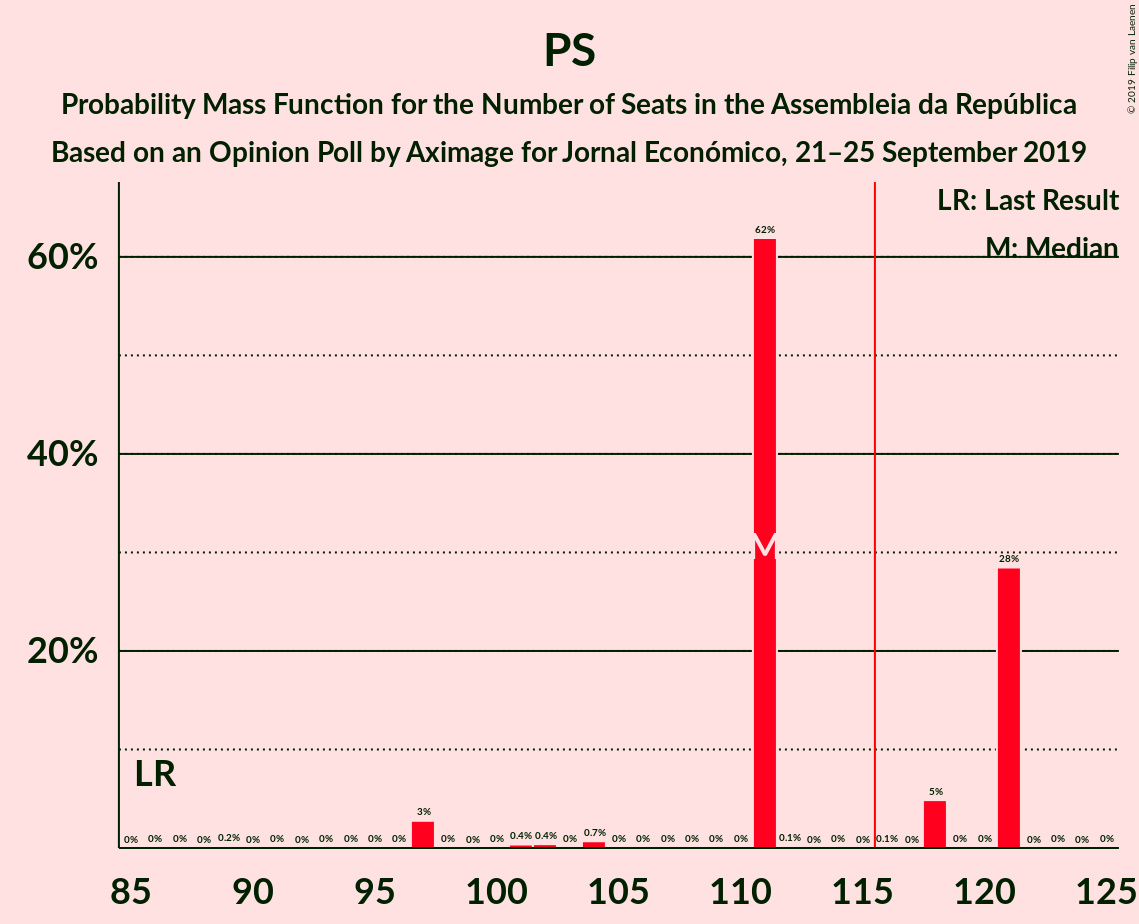 PS
Probability Mass Function for the Number of Seats in the Assembleia da República
Based on an Opinion Poll by Aximage for Jornal Económico, 21–25 September 2019
© 2019 Filip van Laenen
LR: Last Result
M: Median
60%
40%
20%
LR
M
0% 0% 0% 0% 0.2% 0% 0% 0% 0% 0% 0% 0% 3% 0% 0% 0% 0.4% 0.4% 0% 0.7% 0% 0% 0% 0% 0% 0% 62% 0.1% 0% 0% 0% 0.1% 0% 5% 0% 0% 28% 0% 0% 0% 0%
85 90 95 100 105 110 115 120 125